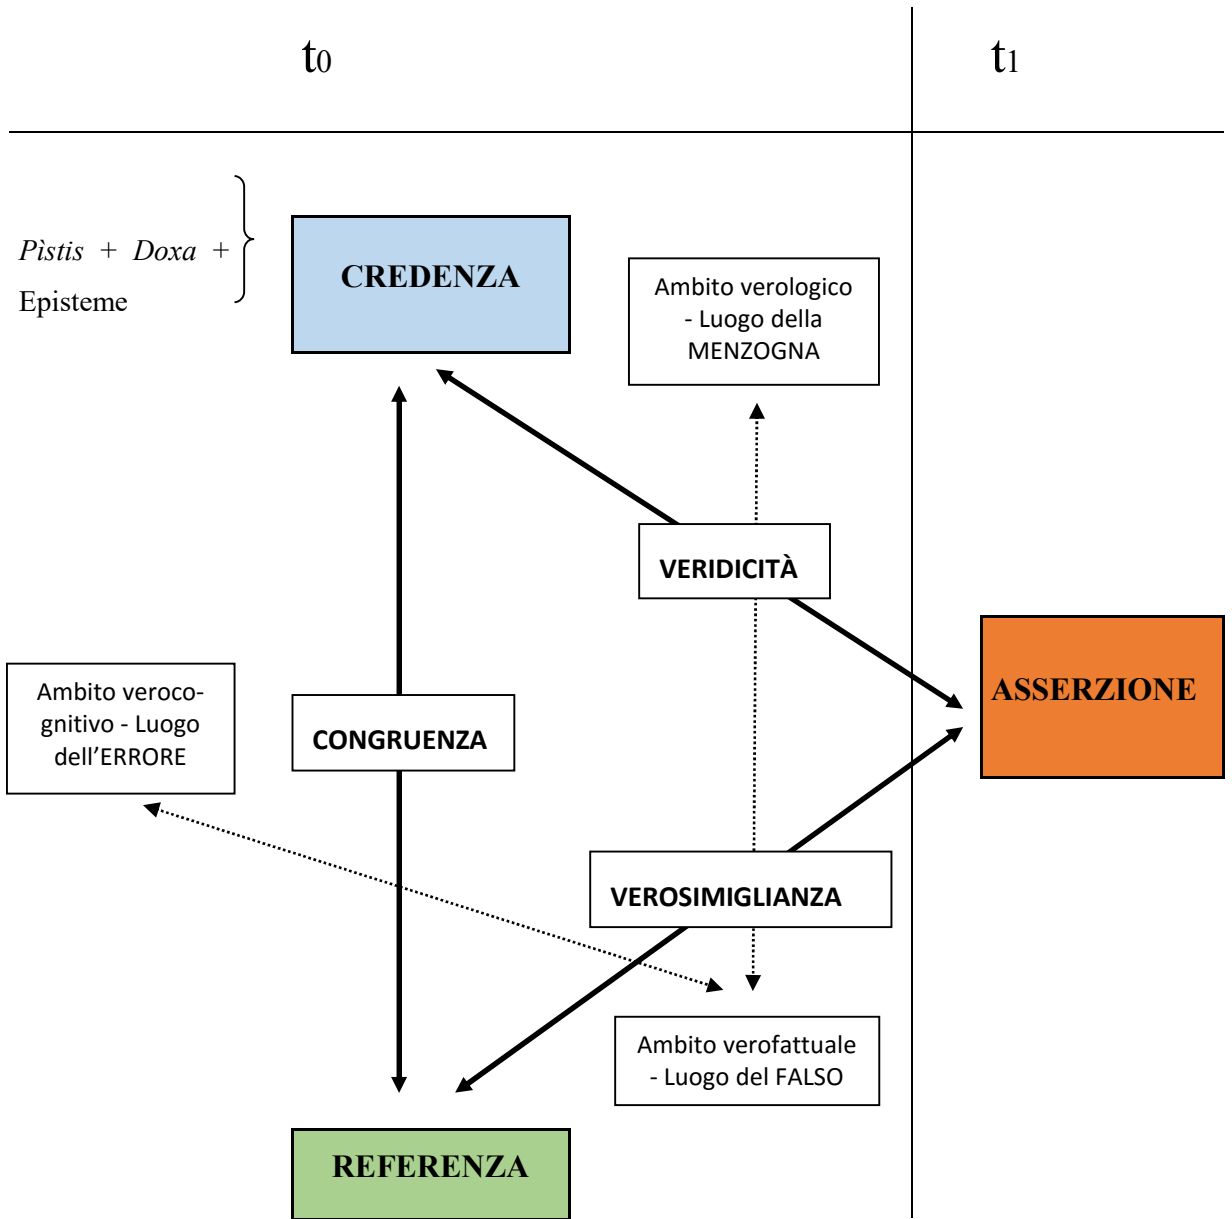 t0
t1
Pìstis + Doxa +
Episteme
CREDENZA
Ambito verologico
- Luogo della
MENZOGNA
VERIDICITÀ
ASSERZIONE
Ambito veroco-
gnitivo - Luogo
dell’ERRORE
CONGRUENZA
VEROSIMIGLIANZA
Ambito verofattuale
- Luogo del FALSO
REFERENZA